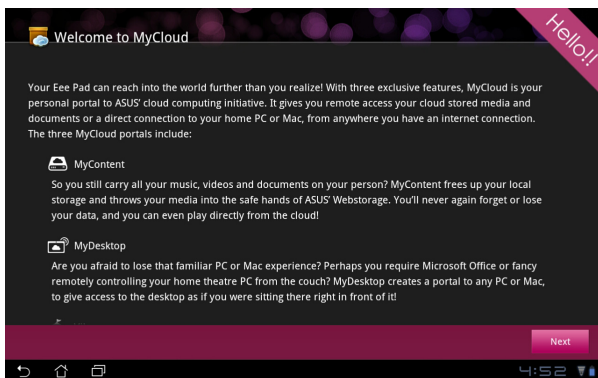 Welcome to MyCloud
Hello!!
Your Eee Pad can reach into the world further than you realize! With three exclusive features, MyCloud is your
personal portal to ASUS' cloud computing initiative. It gives you remote access your cloud stored media and
documents or a direct connection to your home PC or Mac, from anywhere you have an internet connection.
The three MyCloud portals include:
MyContent
So you still carry all your music, videos and documents on your person? MyContent frees up your local
storage and throws your media into the safe hands of ASUS' Webstorage. You'll never again forget or lose
your data, and you can even play directly from the cloud!
MyDesktop
Are you afraid to lose that familiar PC or Mac experience? Perhaps you require Microsoft Office or fancy
remotely controlling your home theatre PC from the couch? MyDesktop creates a portal to any PC or Mac,
to give access to the desktop as if you were sitting there right in front of it!
Next
4:52